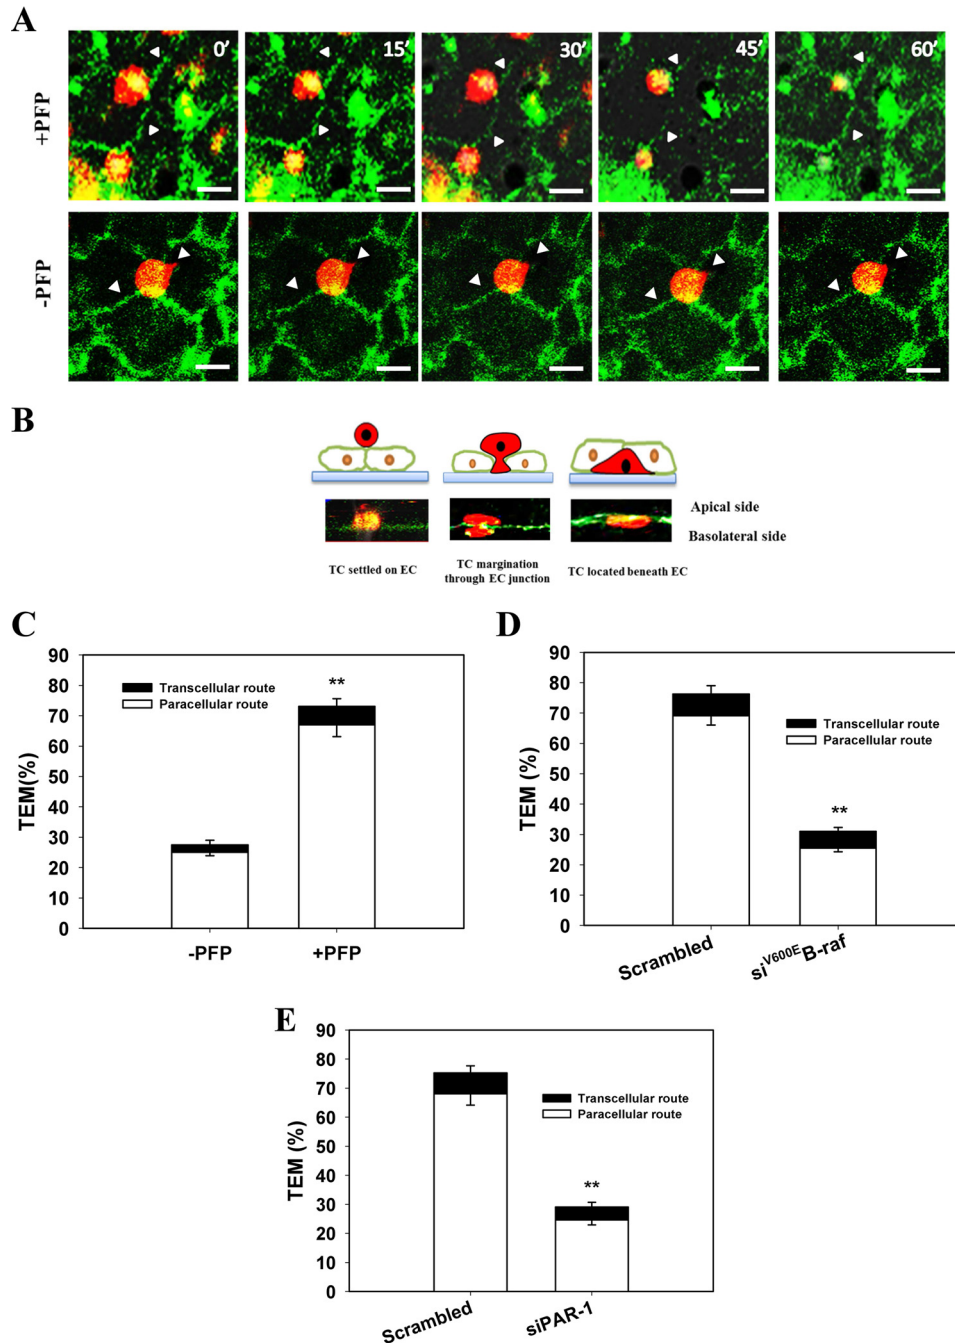 A
0' 15' 30' 45' 60'
+PFP
-PFP
B
Apical side
Basolateral side
TC settled on EC
TC margination
through EC junction
TC located beneath EC
C
TEM(%)
90
80
70
60
50
40
30
20
10
0
Transcellular route
Paracellular route
**
-PFP +PFP
D
TEM (%)
90
80
70
60
50
40
30
20
10
0
Transcellular route
Paracellular route
**
Scrambled siV600EB-raf
E
TEM (%)
90
80
70
60
50
40
30
20
10
0
Transcellular route
Paracellular route
**
Scrambled siPAR-1